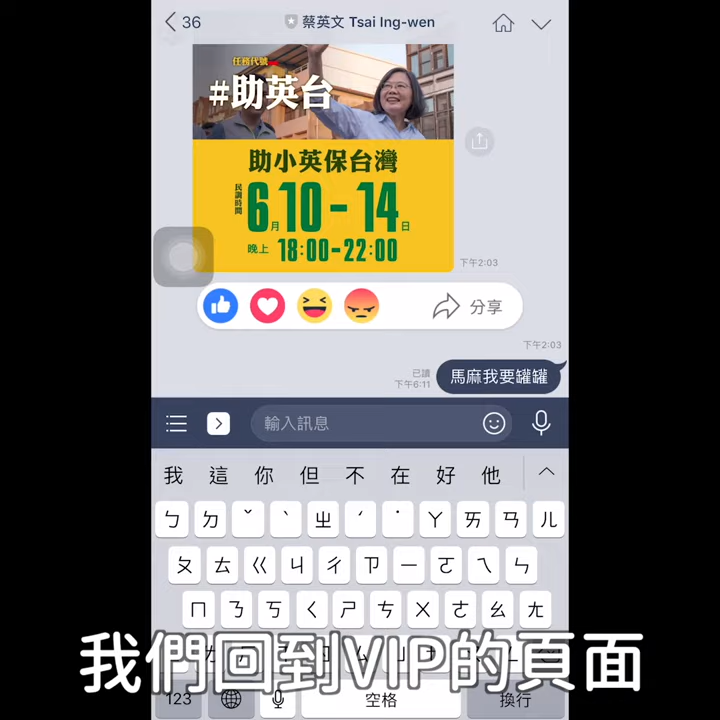 36
蔡英文 Tsai Ing-wen
任務代號
#助英台
助小英保台灣
民調時間
6月10-14日
晚上 18:00-22:00
下午2:03
分享
下午2:03
已讀
下午6:11
馬麻我要罐罐
輸入訊息
我 這 你 但 不 在 好 他
ㄅ ㄉ ˇ ˋ ㄓ ˊ ˙ ㄚ ㄞ ㄢ ㄦ
ㄆ ㄊ ㄍ ㄐ ㄔ ㄗ ㄧ ㄛ ㄟ ㄣ
ㄇ ㄋ ㄎ ㄑ ㄕ ㄘ ㄨ ㄜ ㄠ ㄤ
我們回到VIP的頁面
123 空格 換行